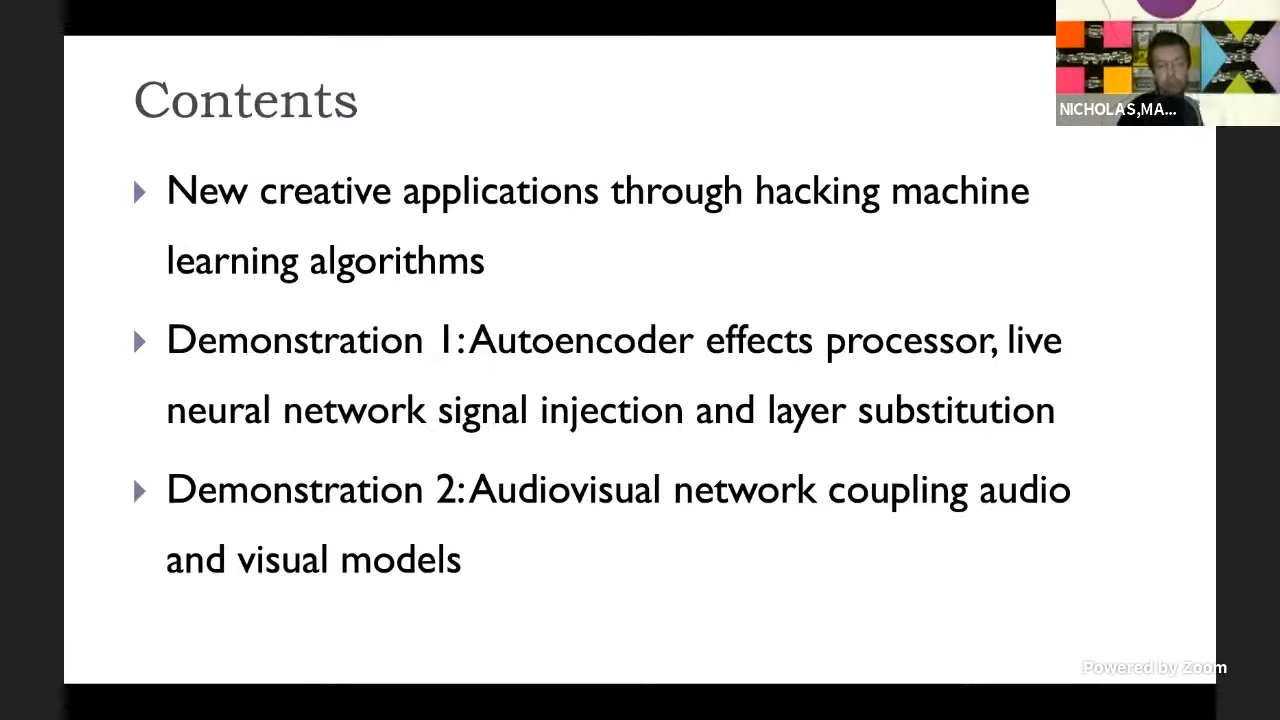 Contents
NICHOLAS,MA...
New creative applications through hacking machine
learning algorithms
Demonstration 1: Autoencoder effects processor, live
neural network signal injection and layer substitution
Demonstration 2: Audiovisual network coupling audio
and visual models
Powered by Zoom